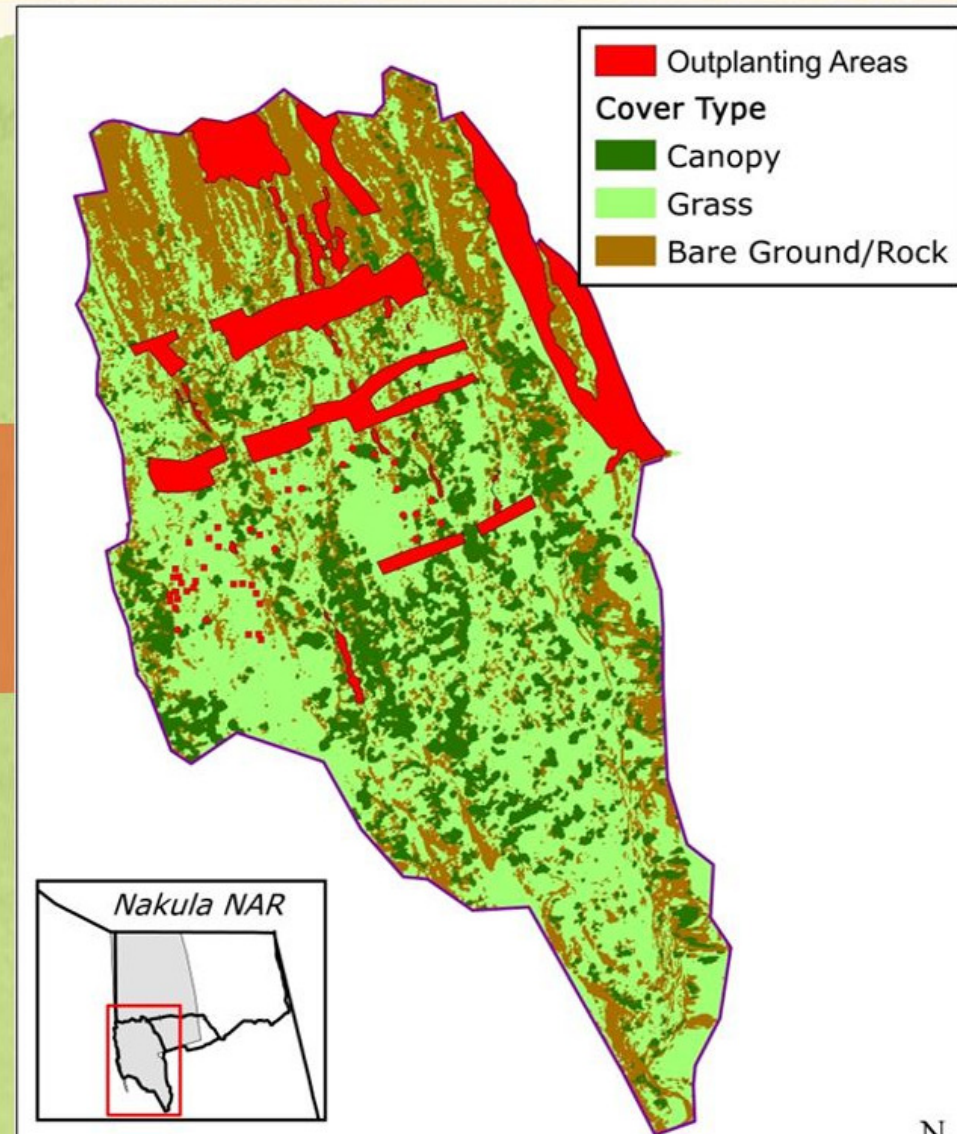 Outplanting Areas
Cover Type
Canopy
Grass
Bare Ground/Rock
Nakula NAR
N